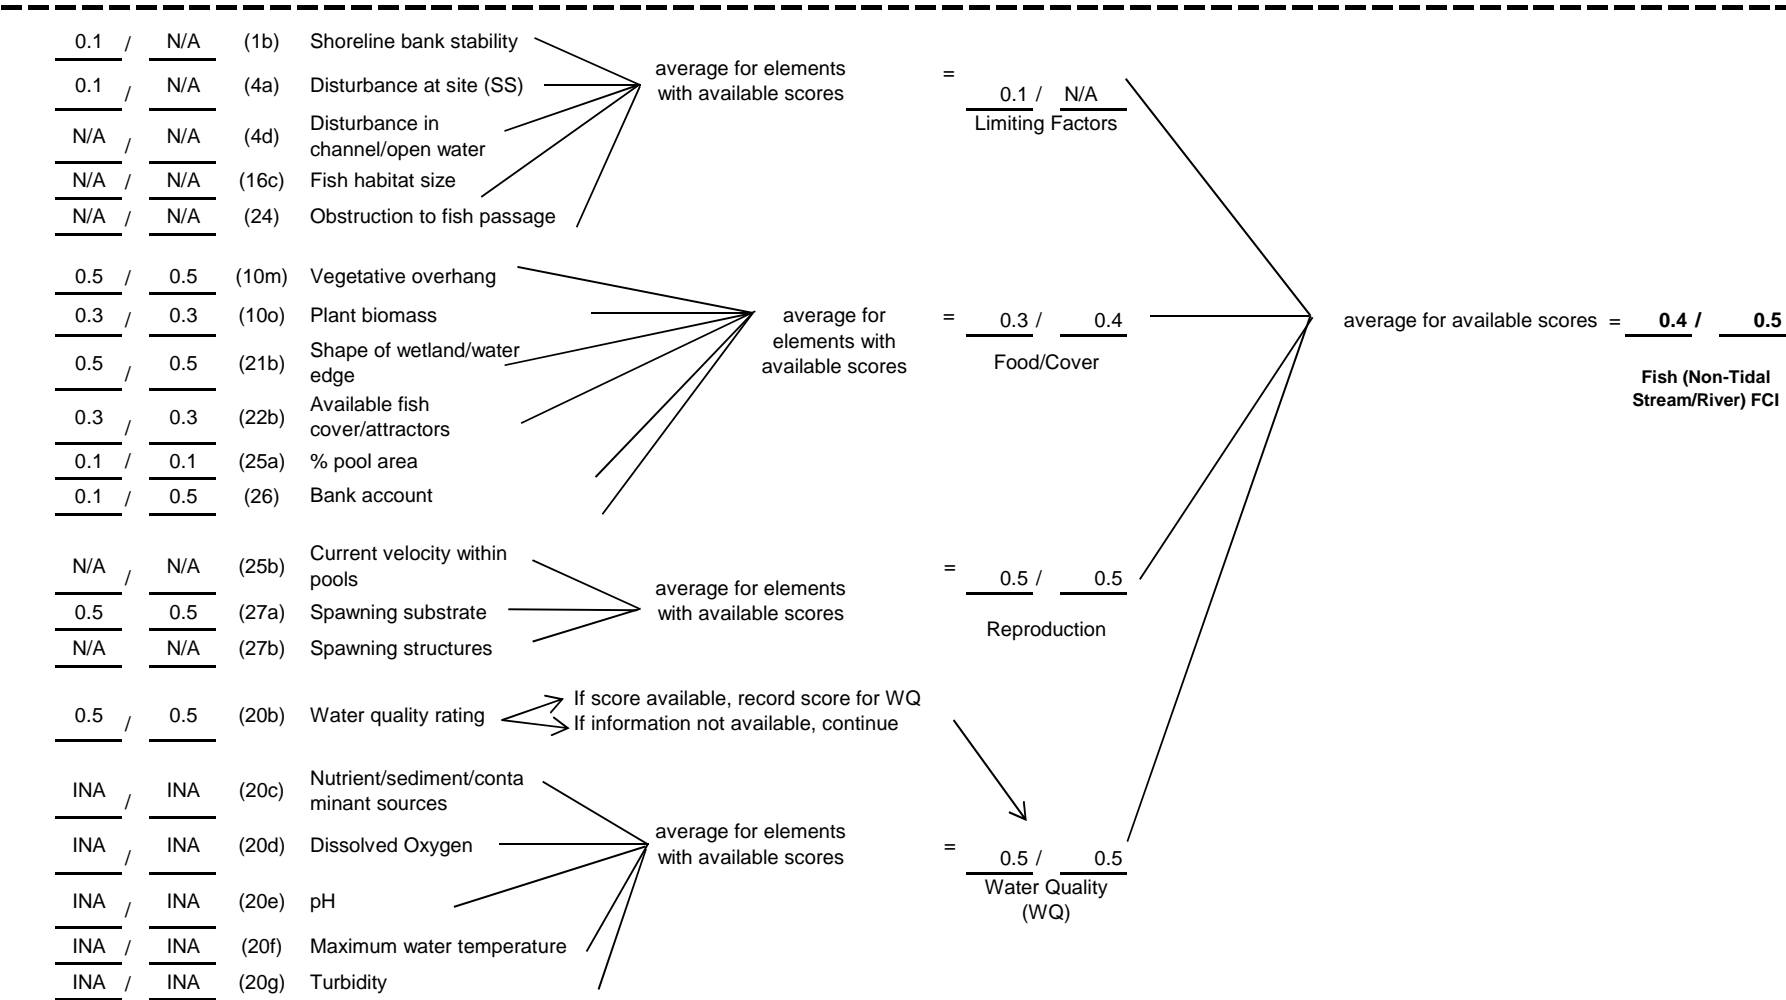 0.1 / N/A (1b) Shoreline bank stability
0.1 / N/A (4a) Disturbance at site (SS)
N/A / N/A (4d) Disturbance in
channel/open water
N/A / N/A (16c) Fish habitat size
N/A / N/A (24) Obstruction to fish passage
average for elements
with available scores
=
0.1 / N/A
Limiting Factors
0.5 / 0.5 (10m) Vegetative overhang
0.3 / 0.3 (10o) Plant biomass
0.5 / 0.5 (21b) Shape of wetland/water
edge
0.3 / 0.3 (22b) Available fish
cover/attractors
0.1 / 0.1 (25a) % pool area
0.1 / 0.5 (26) Bank account
average for
elements with
available scores
= 0.3 / 0.4
Food/Cover
average for available scores = 0.4 / 0.5
Fish (Non-Tidal
Stream/River) FCI
N/A / N/A (25b) Current velocity within
pools
0.5 / 0.5 (27a) Spawning substrate
N/A / N/A (27b) Spawning structures
average for elements
with available scores
=
0.5 / 0.5
Reproduction
0.5 / 0.5 (20b) Water quality rating
If score available, record score for WQ
If information not available, continue
INA / INA (20c) Nutrient/sediment/conta
minant sources
INA / INA (20d) Dissolved Oxygen
INA / INA (20e) pH
INA / INA (20f) Maximum water temperature
INA / INA (20g) Turbidity
average for elements
with available scores
=
0.5 / 0.5
Water Quality
(WQ)